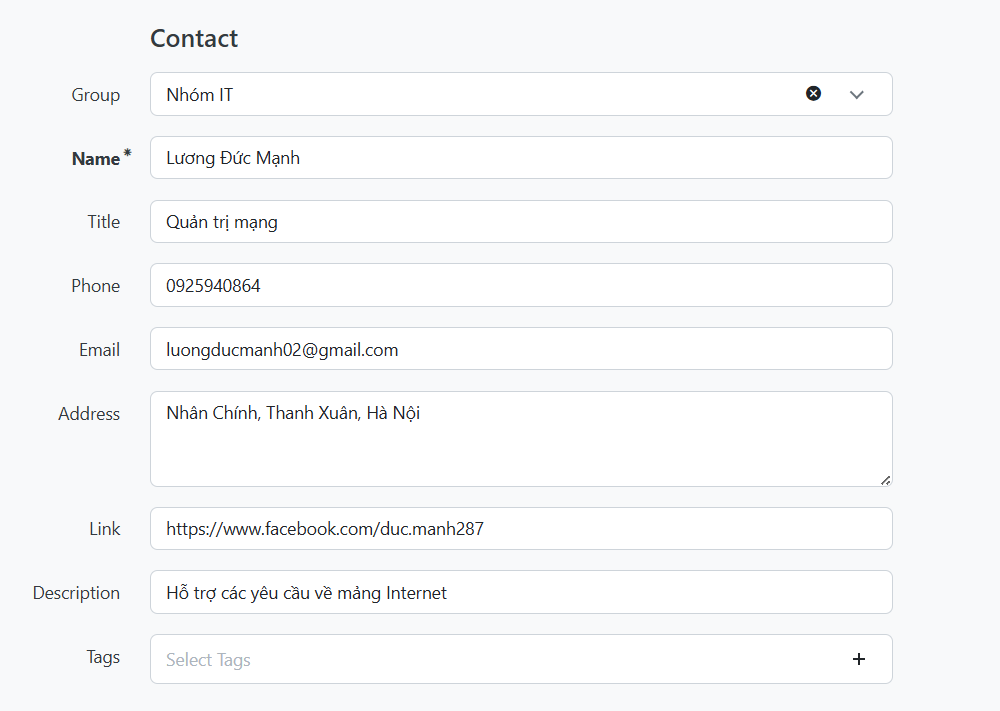 Contact
Group Nhóm IT
Name * Lương Đức Mạnh
Title Quản trị mạng
Phone 0925940864
Email luongducmanh02@gmail.com
Address Nhân Chính, Thanh Xuân, Hà Nội
Link https://www.facebook.com/duc.manh287
Description Hỗ trợ các yêu cầu về mảng Internet
Tags Select Tags